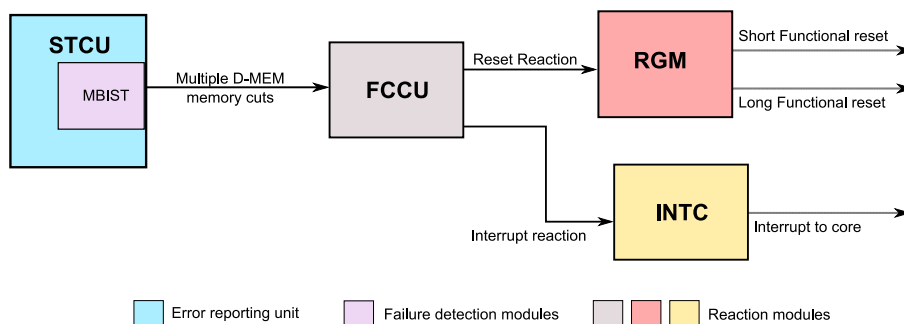 STCU
MBIST
Multiple D-MEM
memory cuts
FCCU
Reset Reaction
RGM
Short Functional reset
Long Functional reset
Interrupt reaction
INTC
Interrupt to core
Error reporting unit
Failure detection modules
Reaction modules